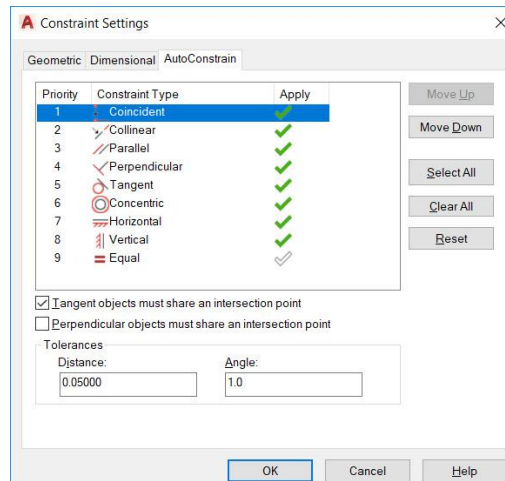 A Constraint Settings
Geometric Dimensional AutoConstrain
Priority Constraint Type Apply Move Up
1 Coincident
2 Collinear Move Down
3 Parallel
4 Perpendicular Select All
5 Tangent
6 Concentric Clear All
7 Horizontal
8 Vertical Reset
9 Equal
Tangent objects must share an intersection point
Perpendicular objects must share an intersection point
Tolerances
Distance: Angle:
0.05000 1.0
OK Cancel Help